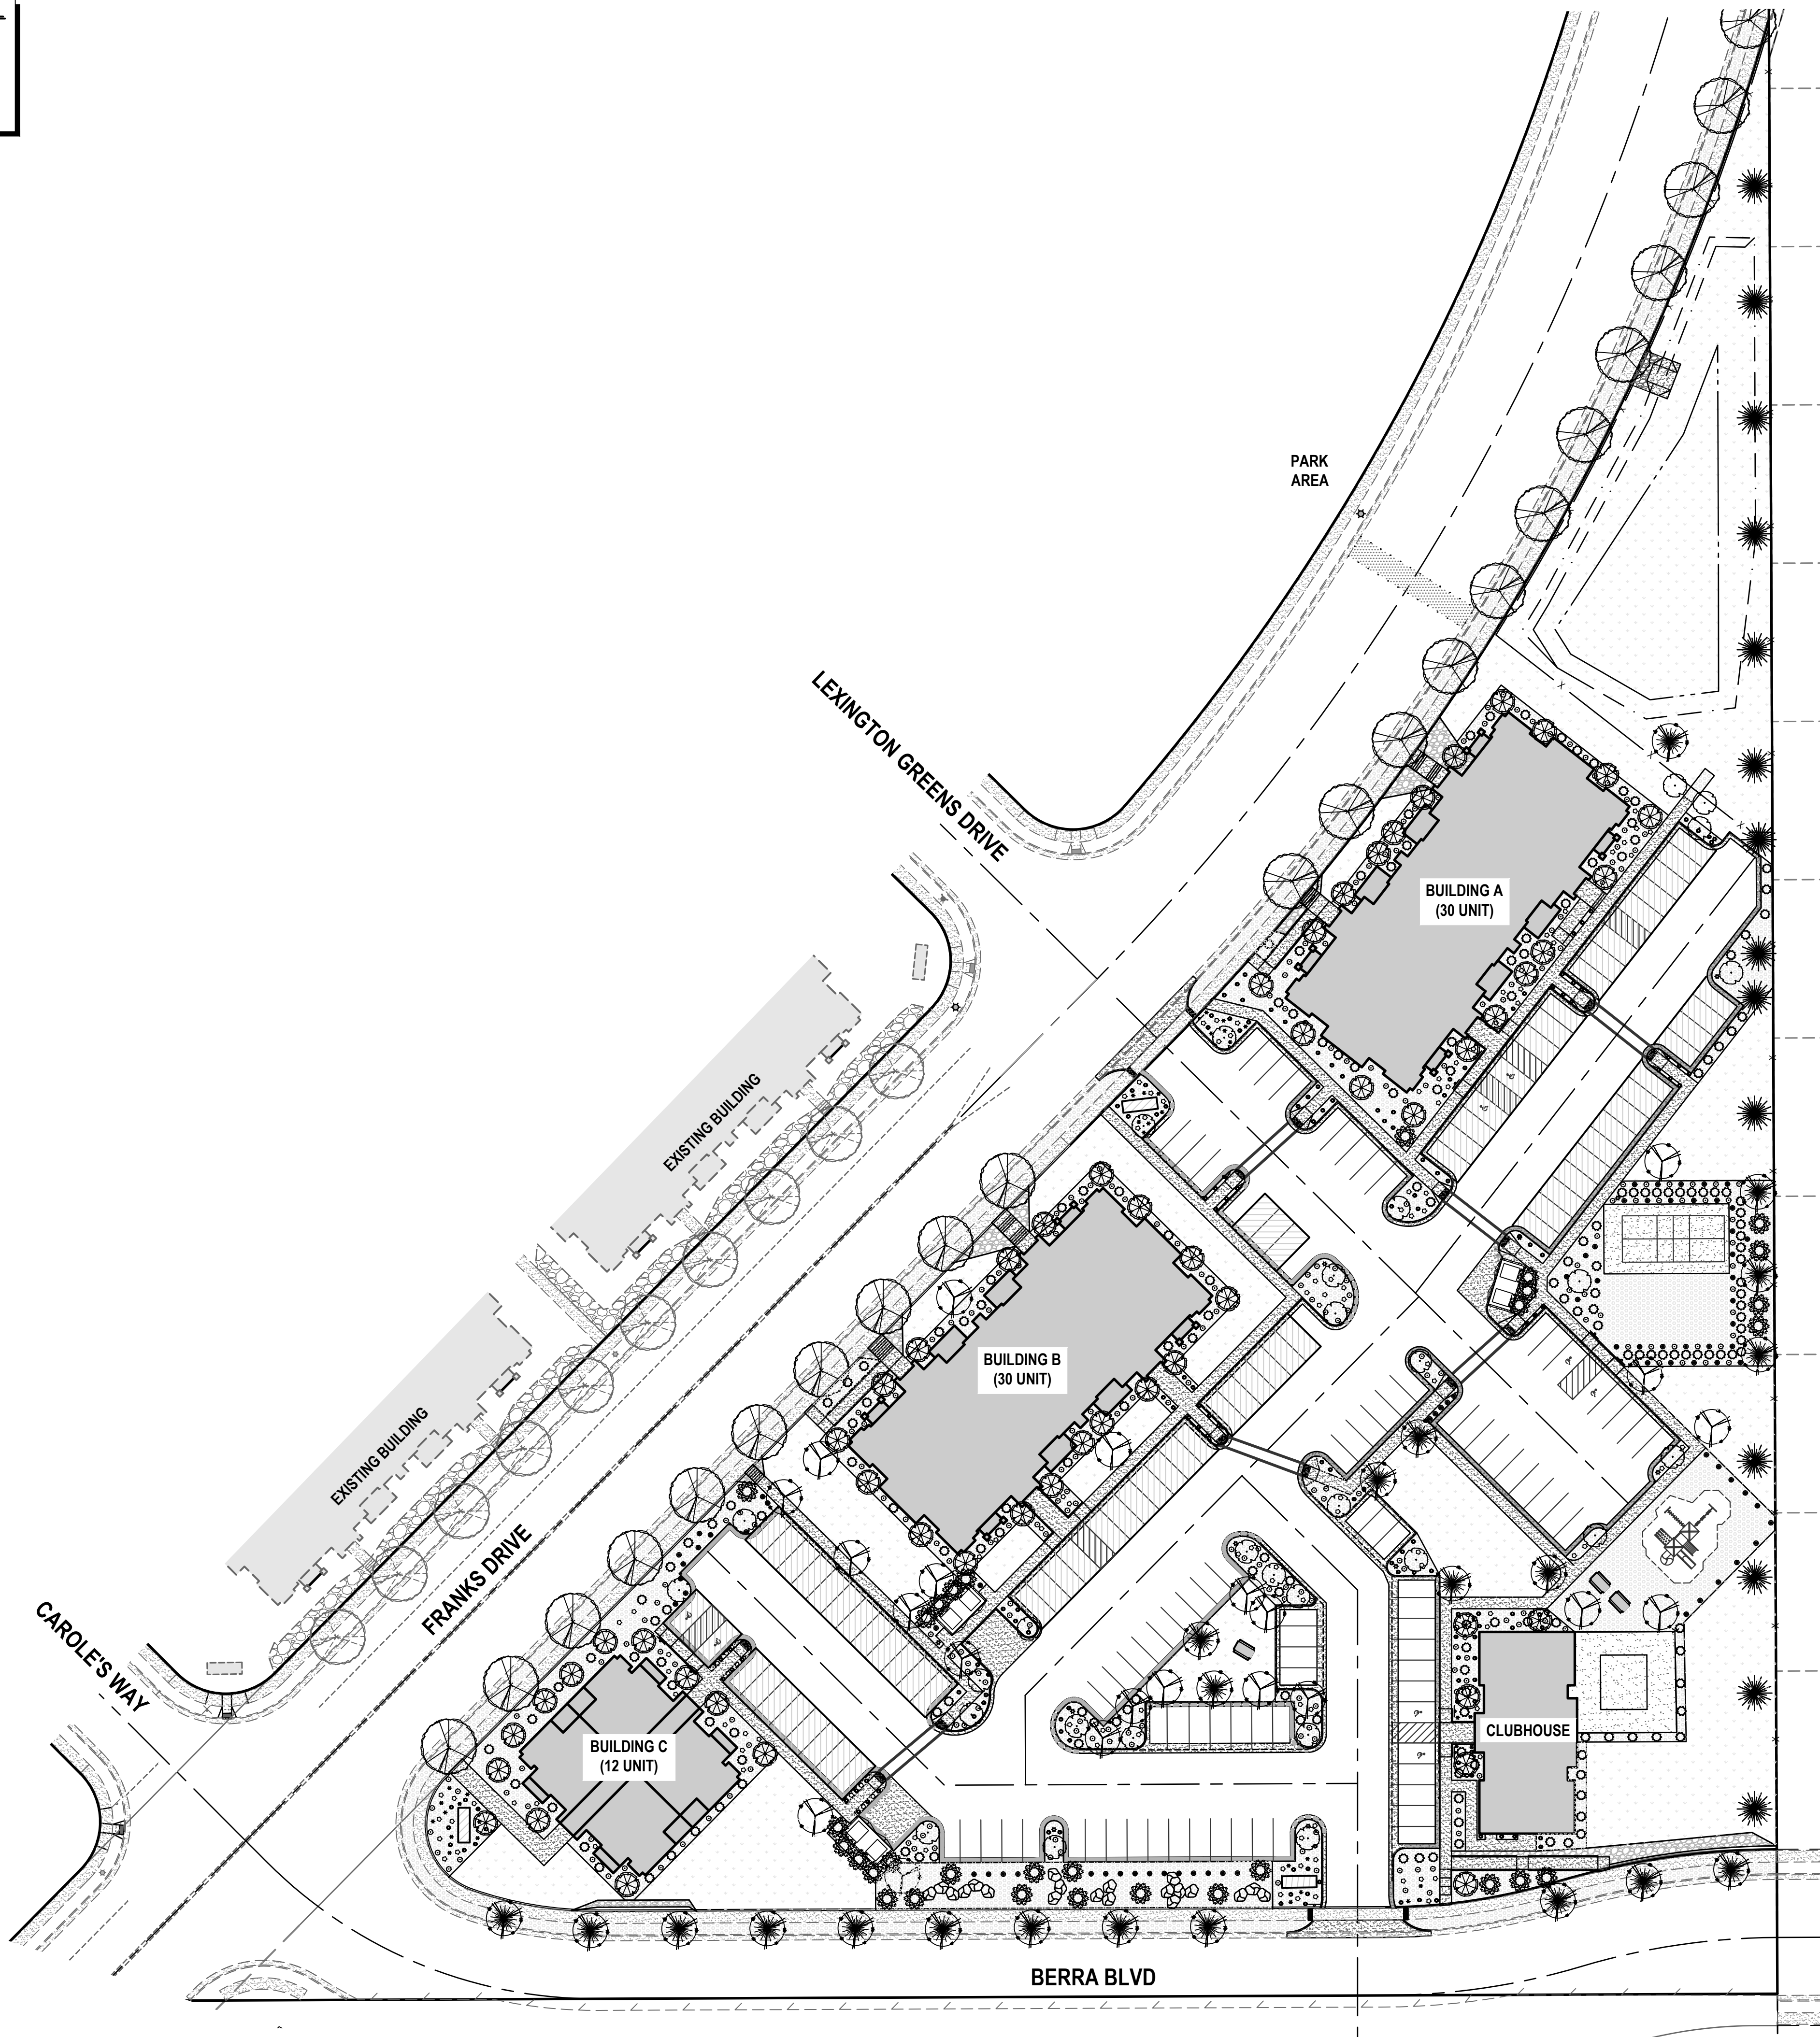 PARK
AREA
LEXINGTON GREENS DRIVE
BUILDING A
(30 UNIT)
EXISTING BUILDING
BUILDING B
(30 UNIT)
EXISTING BUILDING
FRANKS DRIVE
CAROLE'S WAY
BUILDING C
(12 UNIT)
CLUBHOUSE
BERRA BLVD